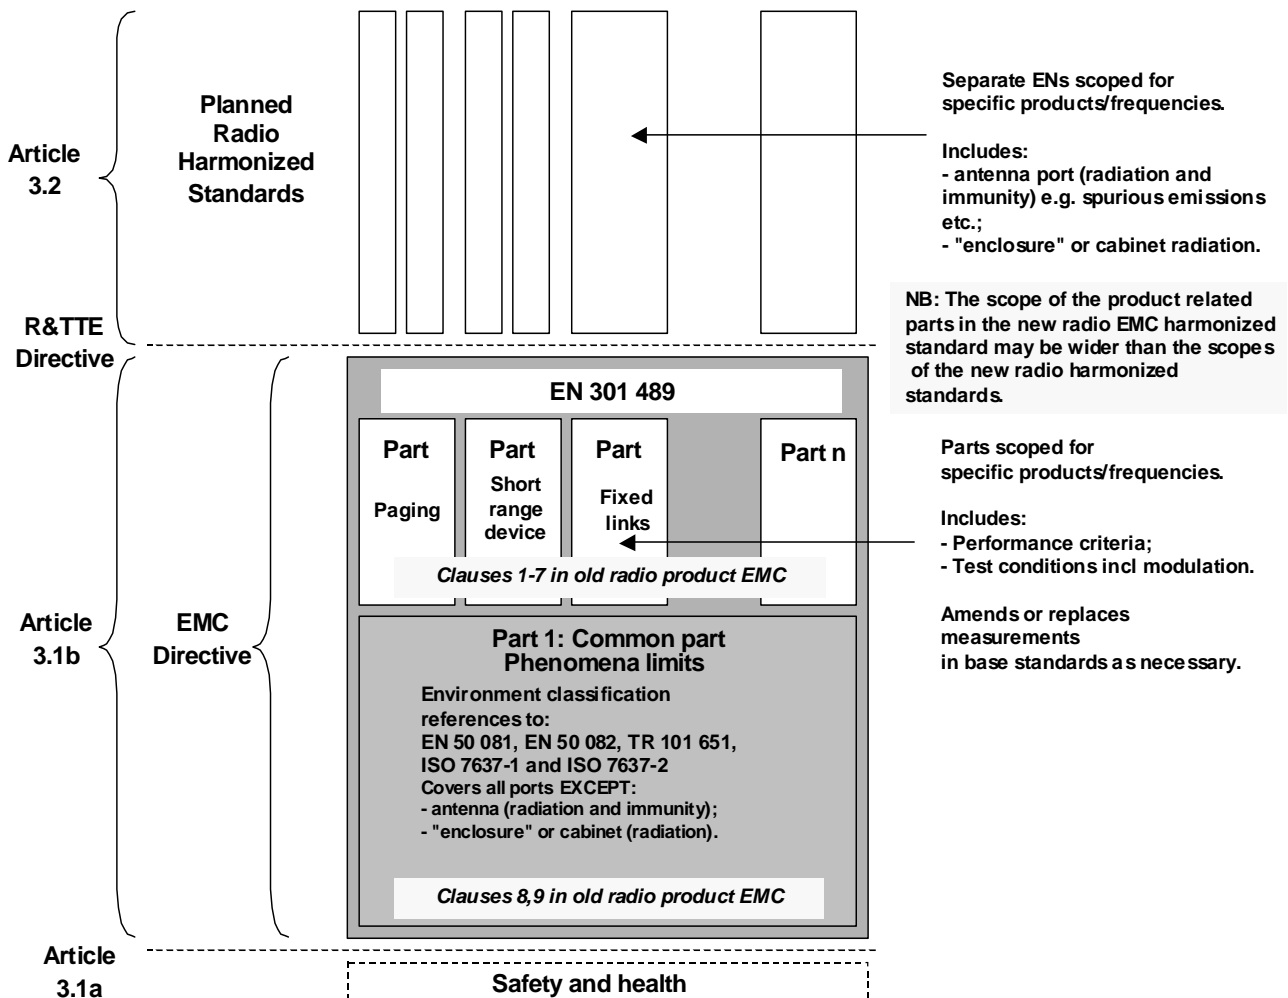 Article
3.2
Planned
Radio
Harmonized
Standards
Separate ENs scoped for
specific products/frequencies.
Includes:
- antenna port (radiation and
immunity) e.g. spurious emissions
etc.;
- "enclosure" or cabinet radiation.
R&TTE
Directive
NB: The scope of the product related
parts in the new radio EMC harmonized
standard may be wider than the scopes
of the new radio harmonized
standards.
EN 301 489
Part
Paging
Part
Short
range
device
Part
Fixed
links
Part n
Clauses 1-7 in old radio product EMC
Parts scoped for
specific products/frequencies.
Includes:
- Performance criteria;
- Test conditions incl modulation.
Amends or replaces
measurements
in base standards as necessary.
Article
3.1b
EMC
Directive
Part 1: Common part
Phenomena limits
Environment classification
references to:
EN 50 081, EN 50 082, TR 101 651,
ISO 7637-1 and ISO 7637-2
Covers all ports EXCEPT:
- antenna (radiation and immunity);
- "enclosure" or cabinet (radiation).
Clauses 8,9 in old radio product EMC
Article
3.1a
Safety and health